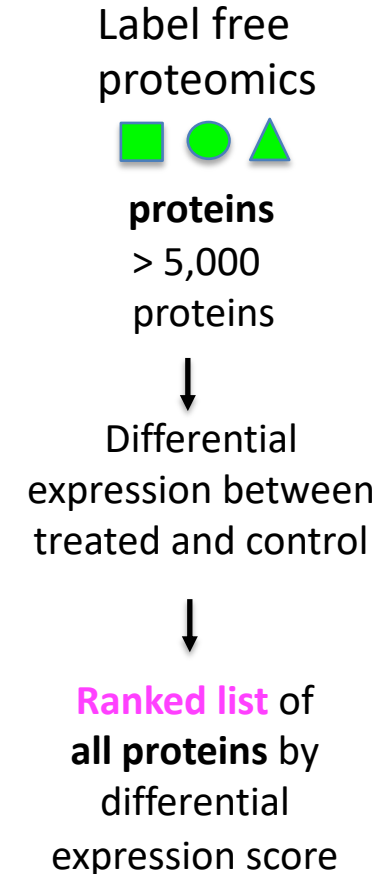 Label free
proteomics
proteins
> 5,000
proteins
Differential
expression between
treated and control
Ranked list of
all proteins by
differential
expression score